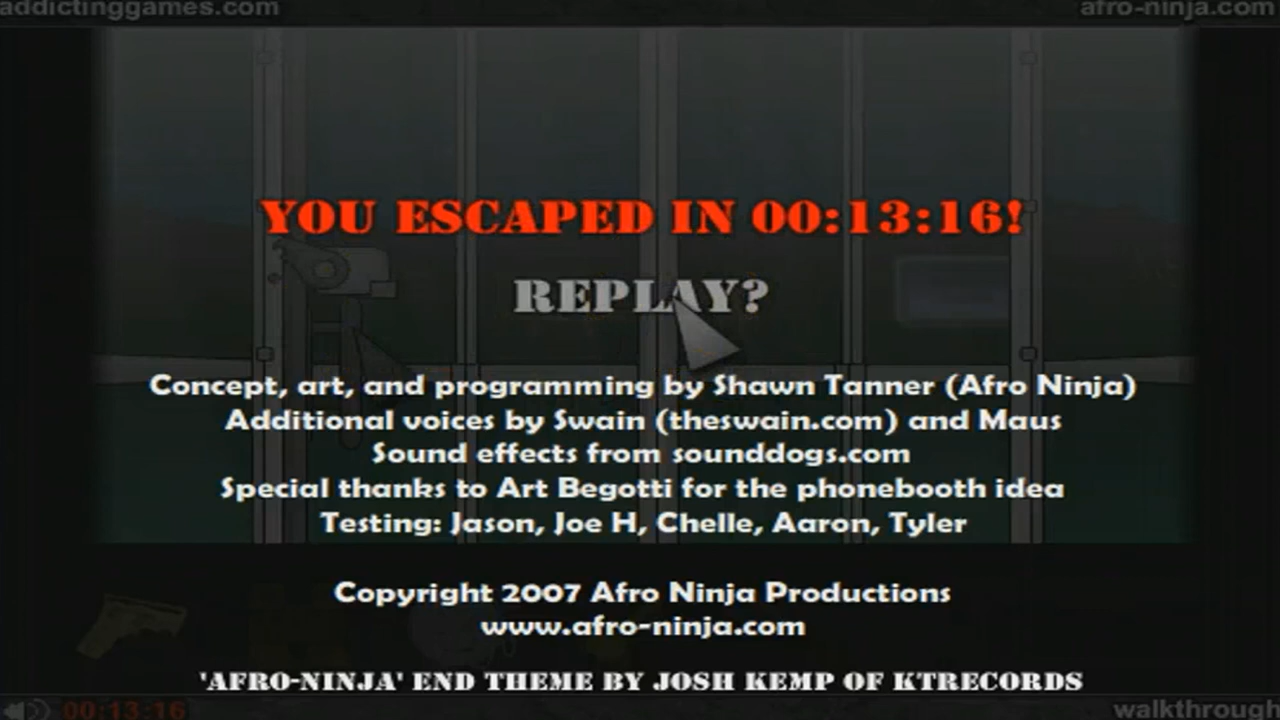 addictinggames.com
afro-ninja.com
YOU ESCAPED IN 00:13:16!
REPLAY?
Concept, art, and programming by Shawn Tanner (Afro Ninja)
Additional voices by Swain (theswain.com) and Maus
Sound effects from sounddogs.com
Special thanks to Art Begotti for the phonebooth idea
Testing: Jason, Joe H, Chelle, Aaron, Tyler
Copyright 2007 Afro Ninja Productions
www.afro-ninja.com
'AFRO-NINJA' END THEME BY JOSH KEMP OF KTRECORDS
00:13:16
walkthrough